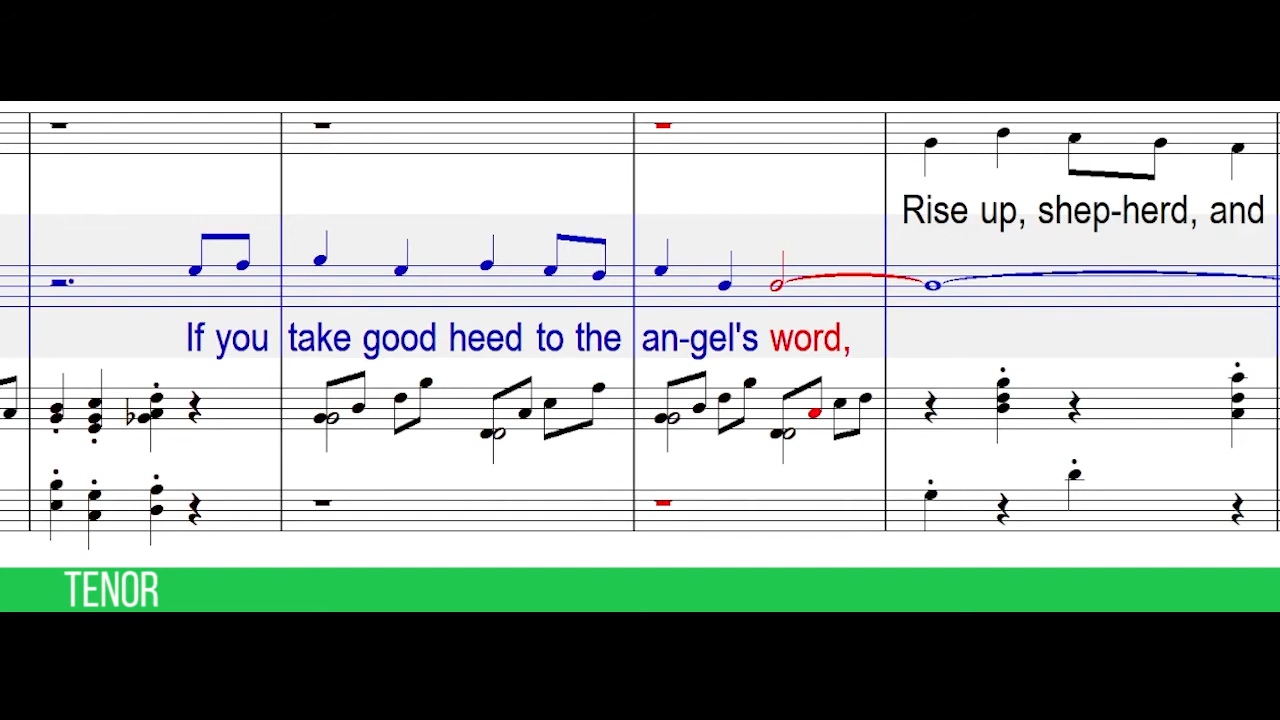 Rise up, shep-herd, and
If you take good heed to the an-gel's word,
TENOR